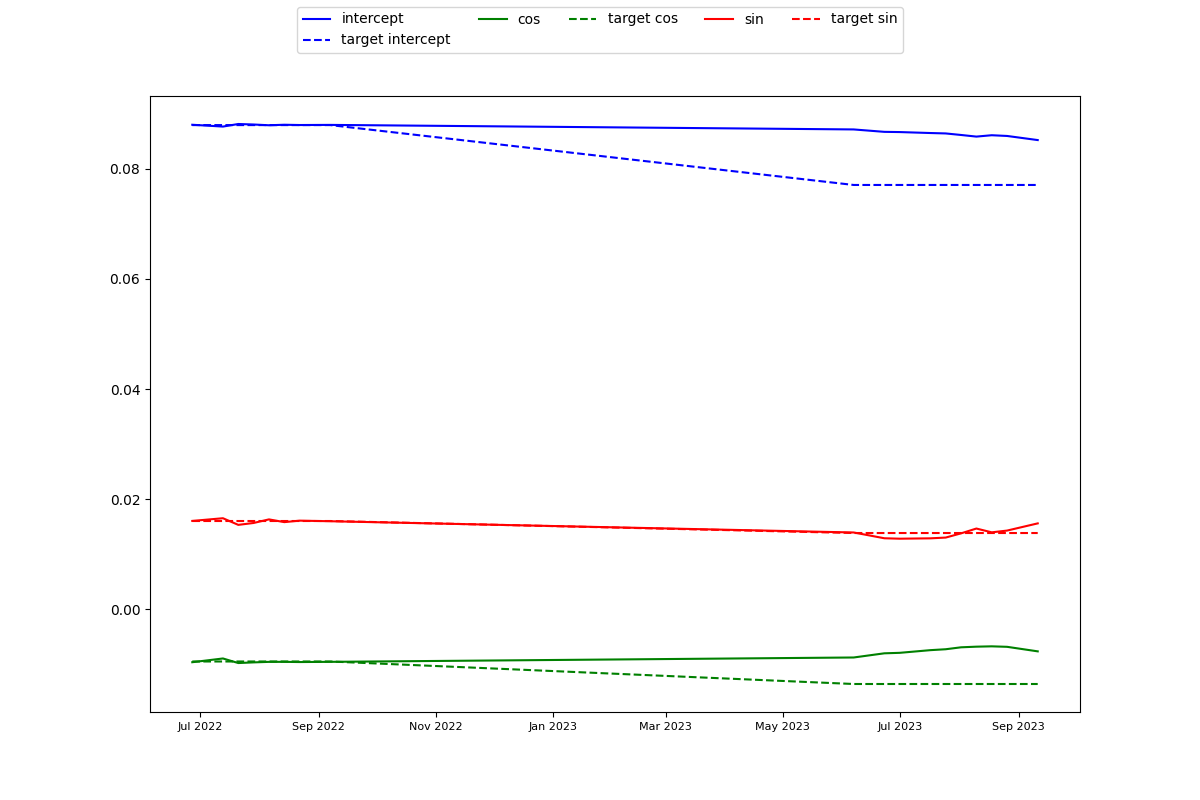 intercept cos target cos sin target sin
target intercept
0.08
0.06
0.04
0.02
0.00
Jul 2022 Sep 2022 Nov 2022 Jan 2023 Mar 2023 May 2023 Jul 2023 Sep 2023